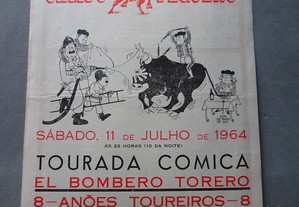 SÁBADO, 11 DE JULHO DE 1964
ÀS 22 HORAS (10 DA NOITE)
TOURADA COMICA
EL BOMBERO TORERO
8-ANÕES TOUREIROS-8